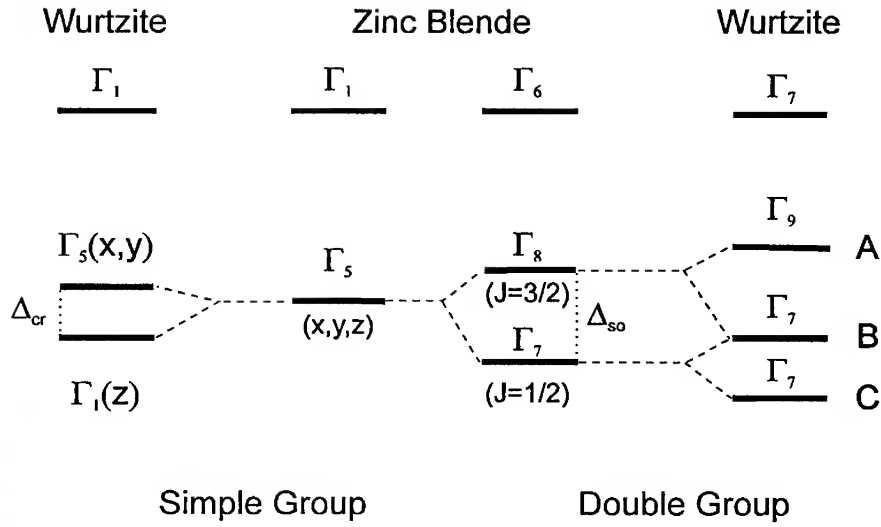 Wurtzite Zinc Blende Wurtzite
Γ₁ Γ₁ Γ₆ Γ₇
Γ₉
Γ₅(x,y) Γ₅ Γ₈ A
(J=3/2)
Δcr (x,y,z) Δso Γ₇
Γ₇ B
Γ₇
Γ₁(z) (J=1/2) C
Simple Group Double Group